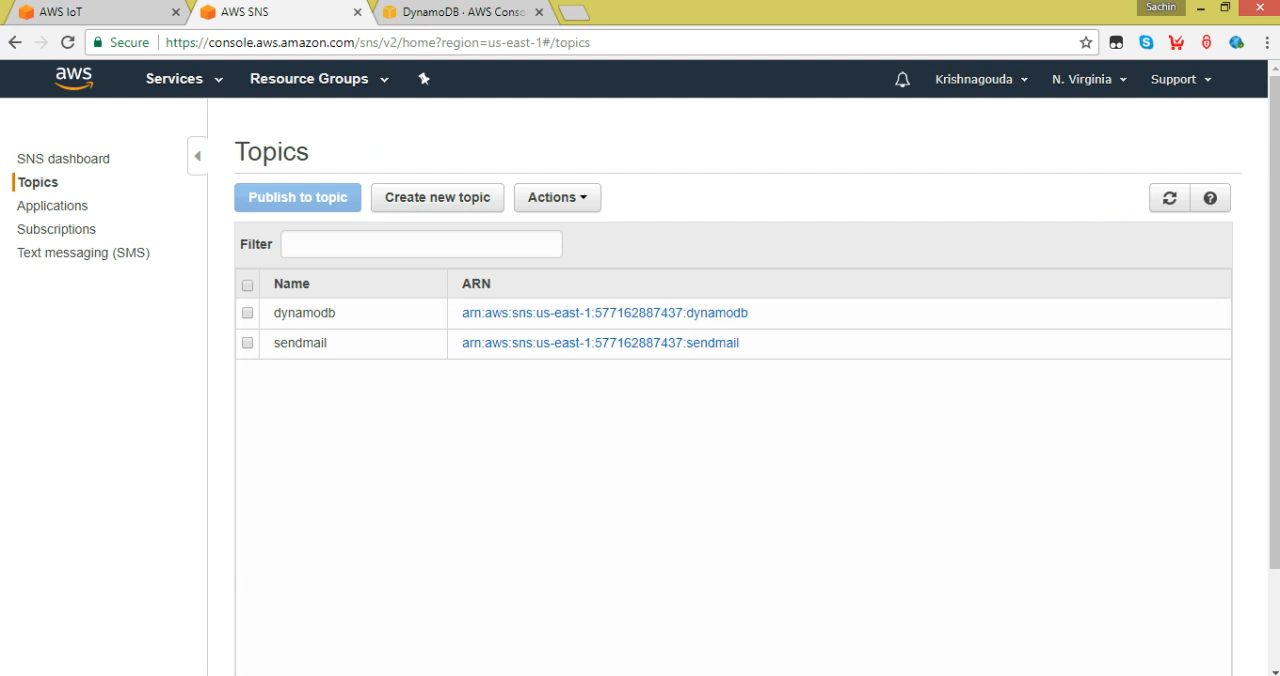 AWS IoT
AWS SNS
DynamoDB · AWS Conso
Sachin
Secure
https://console.aws.amazon.com/sns/v2/home?region=us-east-1#/topics
aws
Services
Resource Groups
Krishnagouda
N. Virginia
Support
SNS dashboard
Topics
Applications
Subscriptions
Text messaging (SMS)
Topics
Publish to topic
Create new topic
Actions
Filter
Name
ARN
dynamodb
arn:aws:sns:us-east-1:577162887437:dynamodb
sendmail
arn:aws:sns:us-east-1:577162887437:sendmail